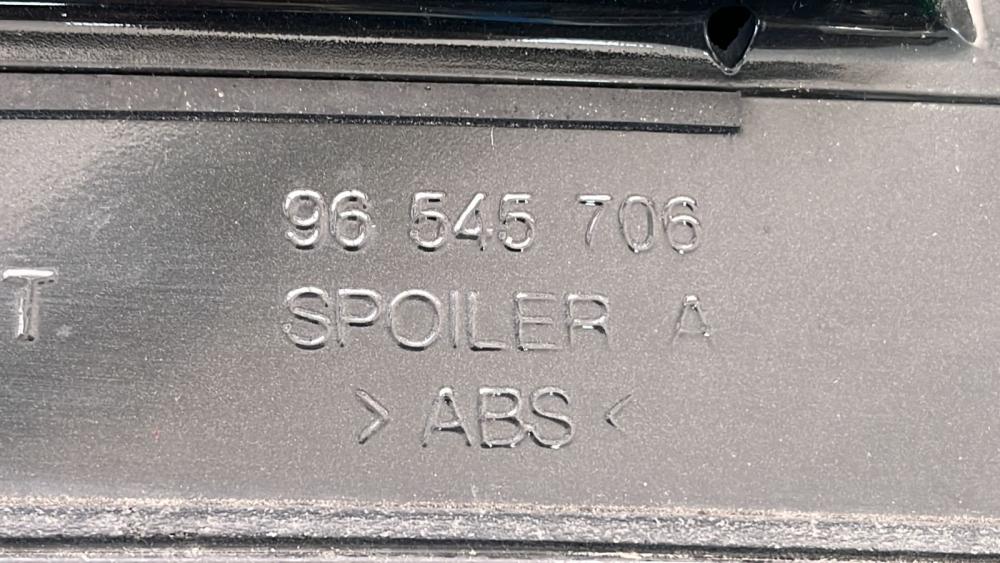 96 545 706
T
SPOILER A
> ABS <